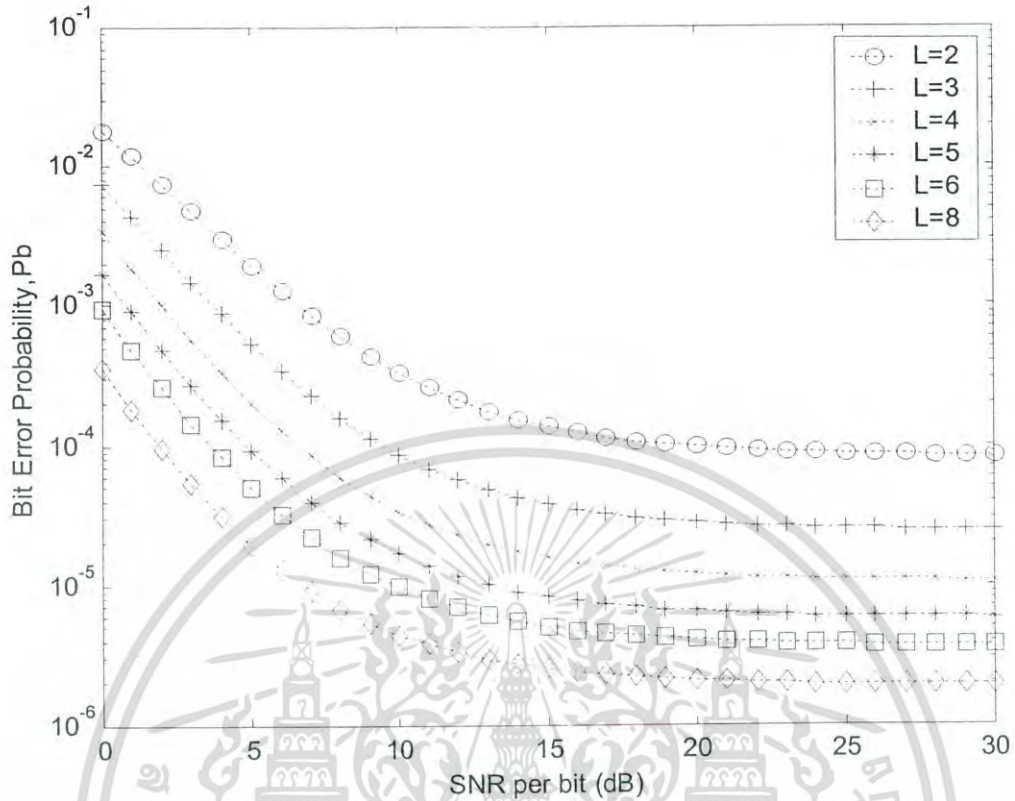 10^-1
10^-2
10^-3
10^-4
10^-5
10^-6
Bit Error Probability,Pb
0 5 10 15 20 25 30
SNR per bit (dB)
L=2
L=3
L=4
L=5
L=6
L=8